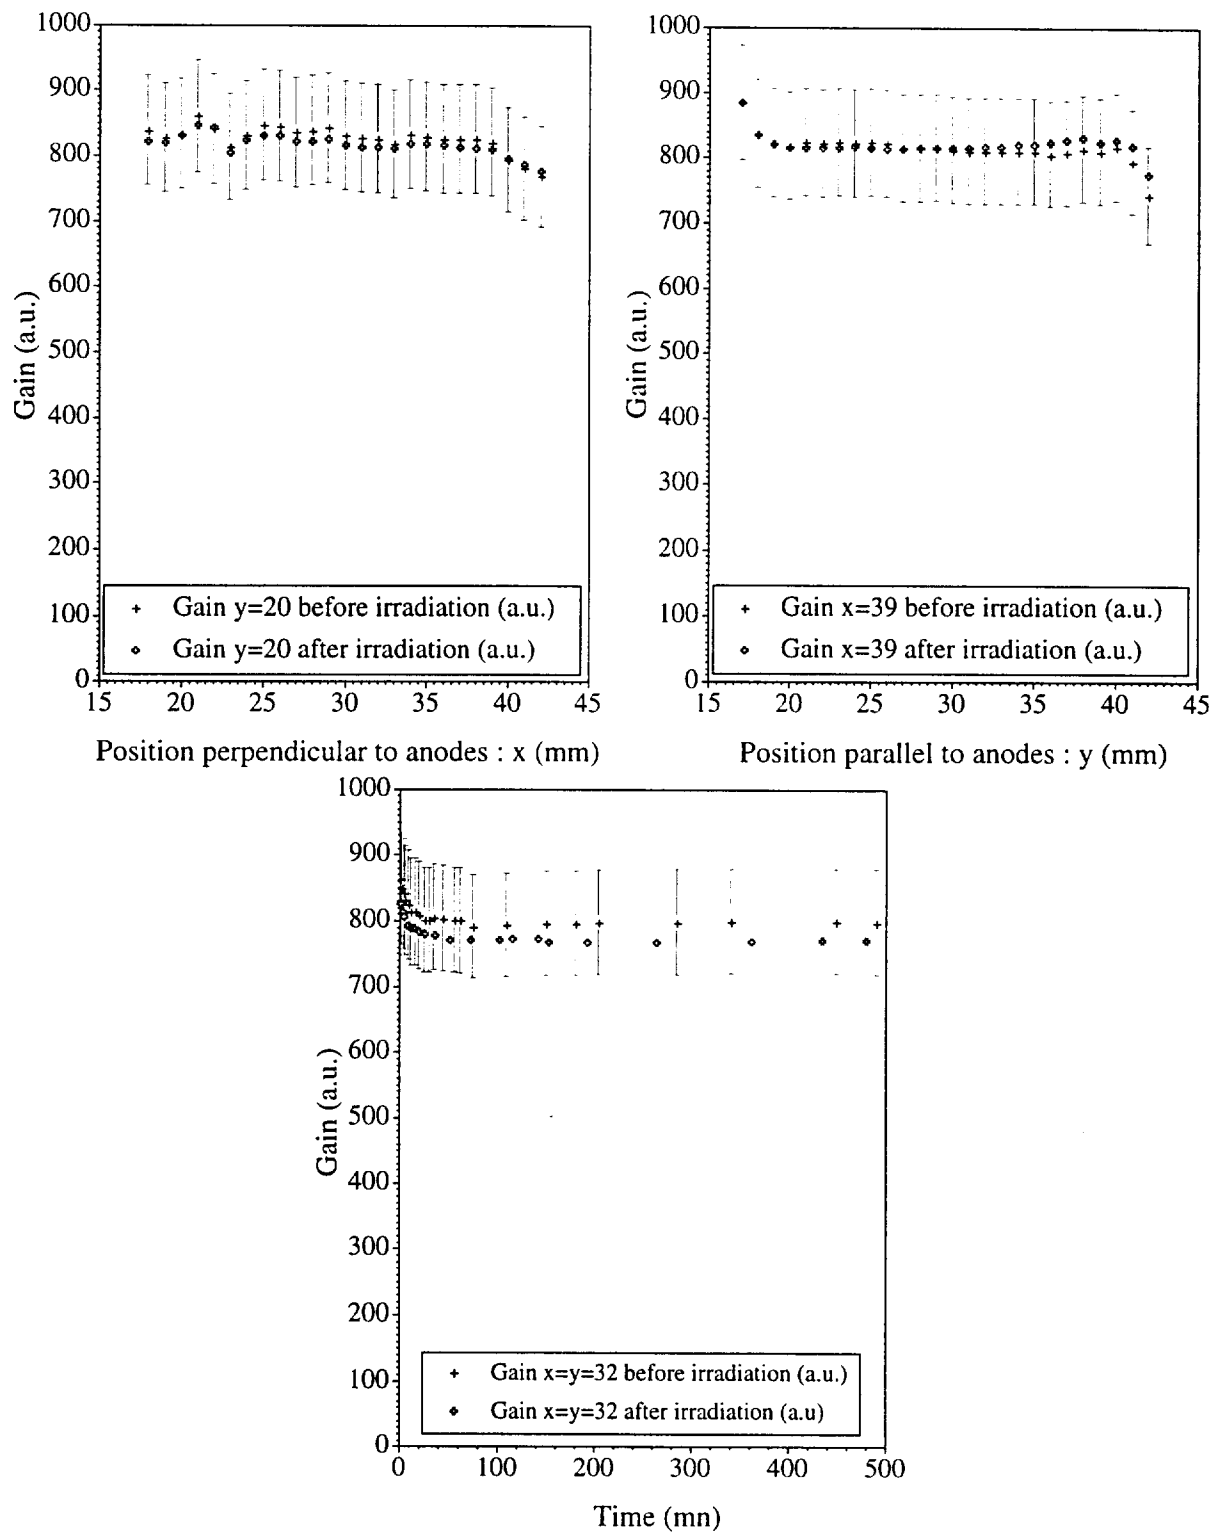 1000
900
800
700
600
500
400
300
200
100
0
Gain (a.u.)
+ Gain y=20 before irradiation (a.u.)
Gain y=20 after irradiation (a.u.)
15 20 25 30 35 40 45
Position perpendicular to anodes : x (mm)
1000
900
800
700
600
500
400
300
200
100
0
Gain (a.u.)
+ Gain x=39 before irradiation (a.u.)
Gain x=39 after irradiation (a.u.)
15 20 25 30 35 40 45
Position parallel to anodes : y (mm)
1000
900
800
700
600
500
400
300
200
100
0
Gain (a.u.)
+ Gain x=y=32 before irradiation (a.u.)
Gain x=y=32 after irradiation (a.u)
0 100 200 300 400 500
Time (mn)